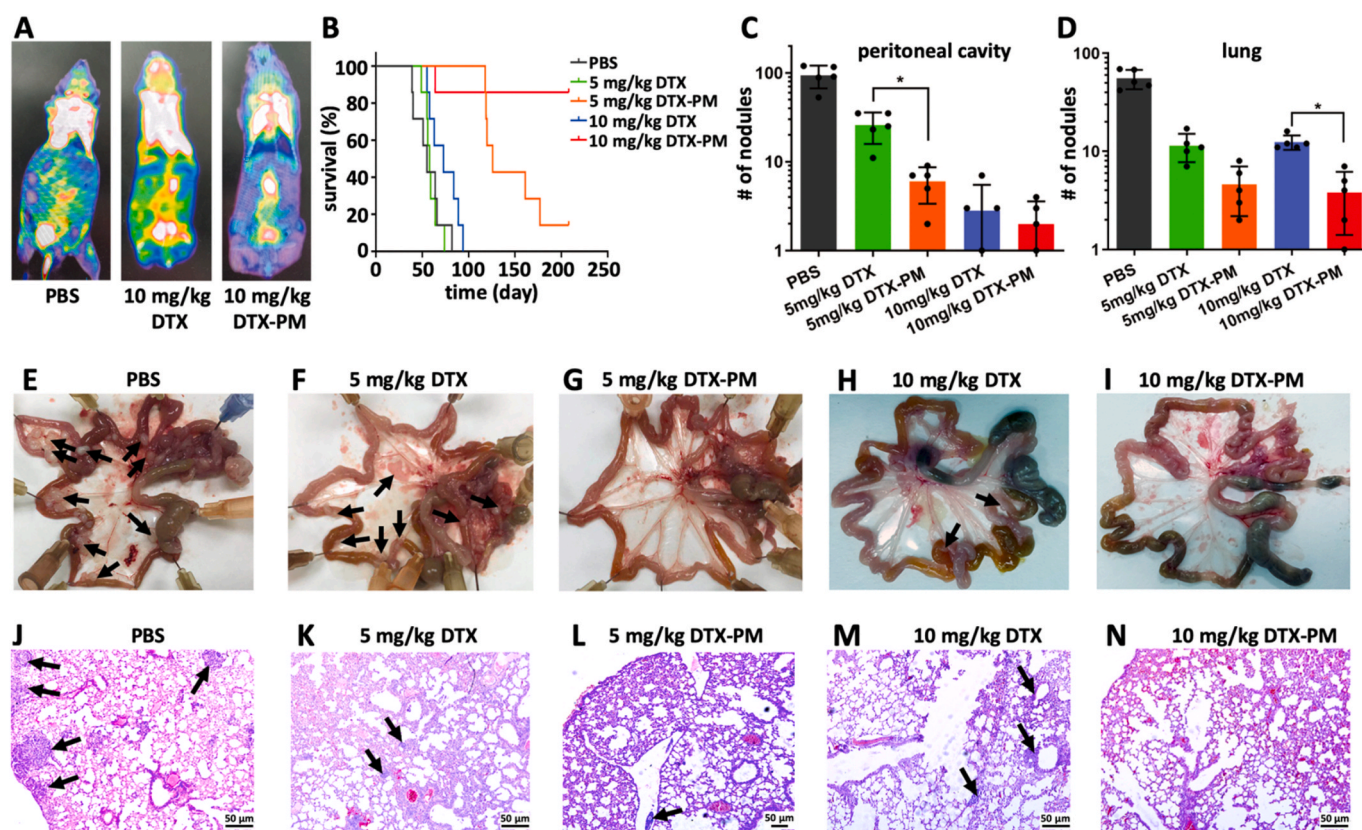 A
PBS
10 mg/kg
DTX
10 mg/kg
DTX-PM
B
100
80
60
40
20
0
survival (%)
0 50 100 150 200 250
time (day)
PBS
5 mg/kg DTX
5 mg/kg DTX-PM
10 mg/kg DTX
10 mg/kg DTX-PM
C
peritoneal cavity
# of nodules
100
10
1
*
PBS
5mg/kg DTX
5mg/kg DTX-PM
10mg/kg DTX
10mg/kg DTX-PM
D
lung
# of nodules
100
10
1
*
PBS
5mg/kg DTX
5mg/kg DTX-PM
10mg/kg DTX
10mg/kg DTX-PM
E PBS
F 5 mg/kg DTX
G 5 mg/kg DTX-PM
H 10 mg/kg DTX
I 10 mg/kg DTX-PM
J PBS
K 5 mg/kg DTX
L 5 mg/kg DTX-PM
M 10 mg/kg DTX
N 10 mg/kg DTX-PM
50 µm
50 µm
50 µm
50 µm
50 µm